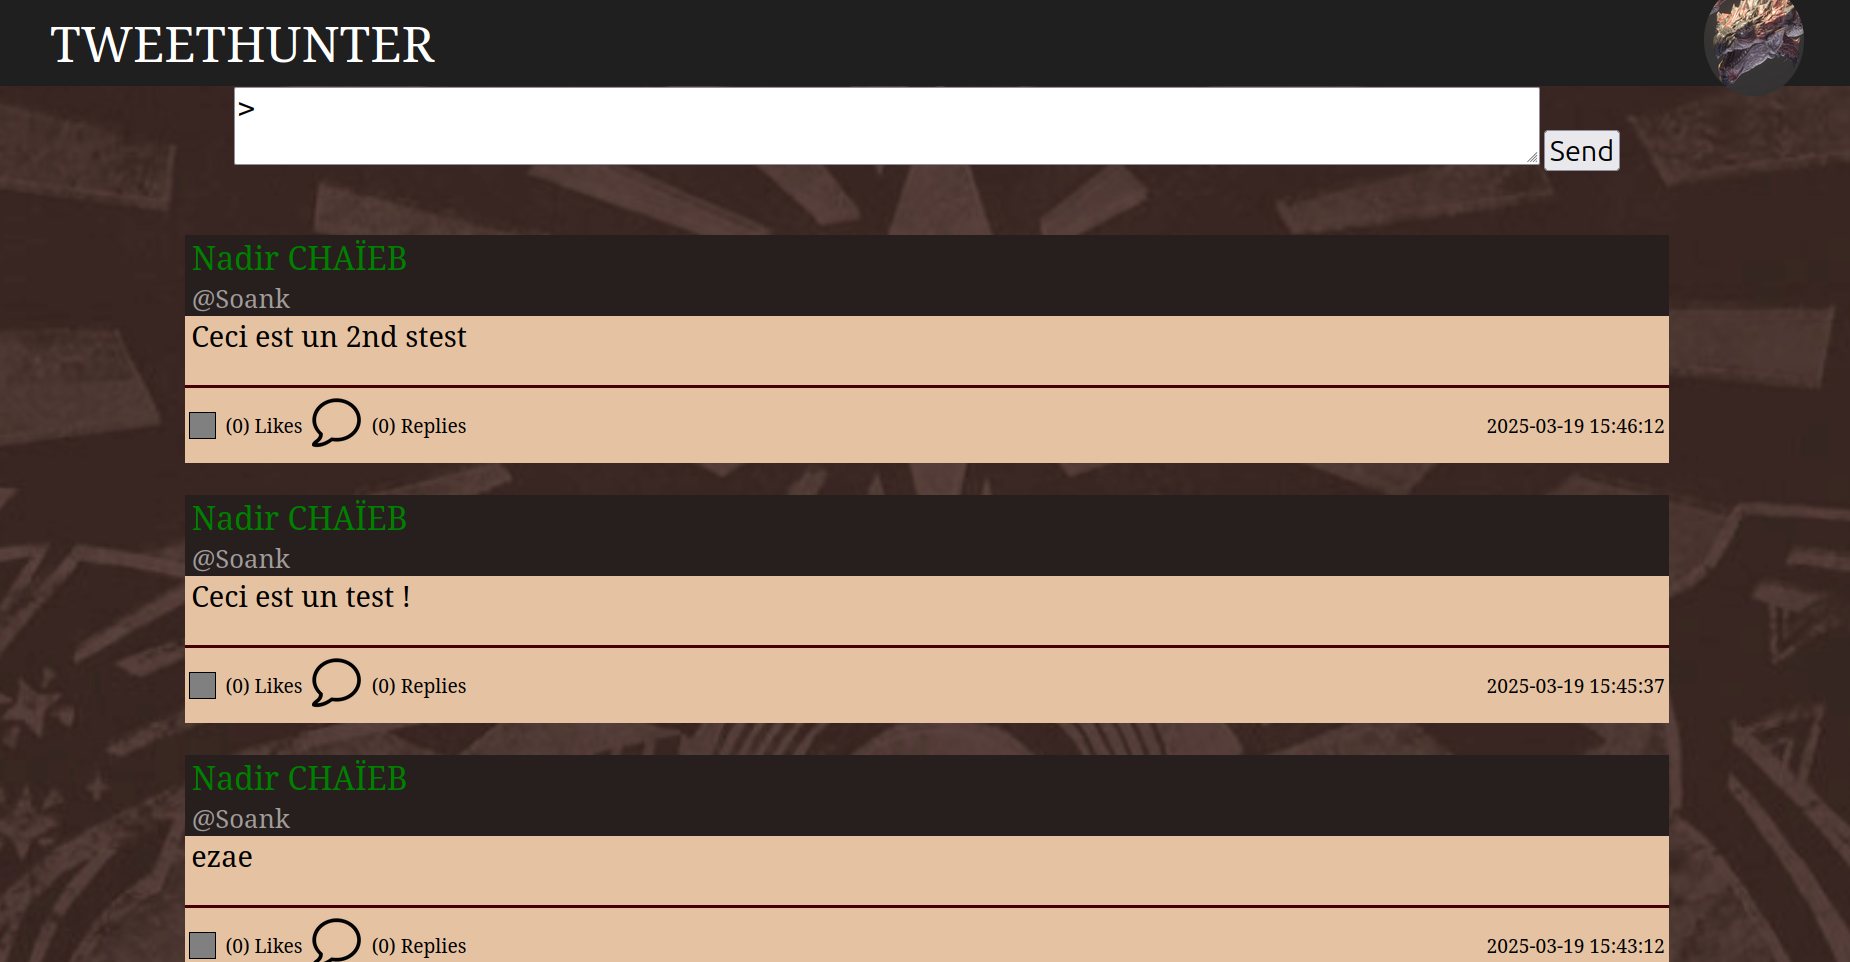 TWEETHUNTER
>
Send
Nadir CHAÏEB
@Soank
Ceci est un 2nd stest
(0) Likes (0) Replies 2025-03-19 15:46:12
Nadir CHAÏEB
@Soank
Ceci est un test !
(0) Likes (0) Replies 2025-03-19 15:45:37
Nadir CHAÏEB
@Soank
ezae
(0) Likes (0) Replies 2025-03-19 15:43:12